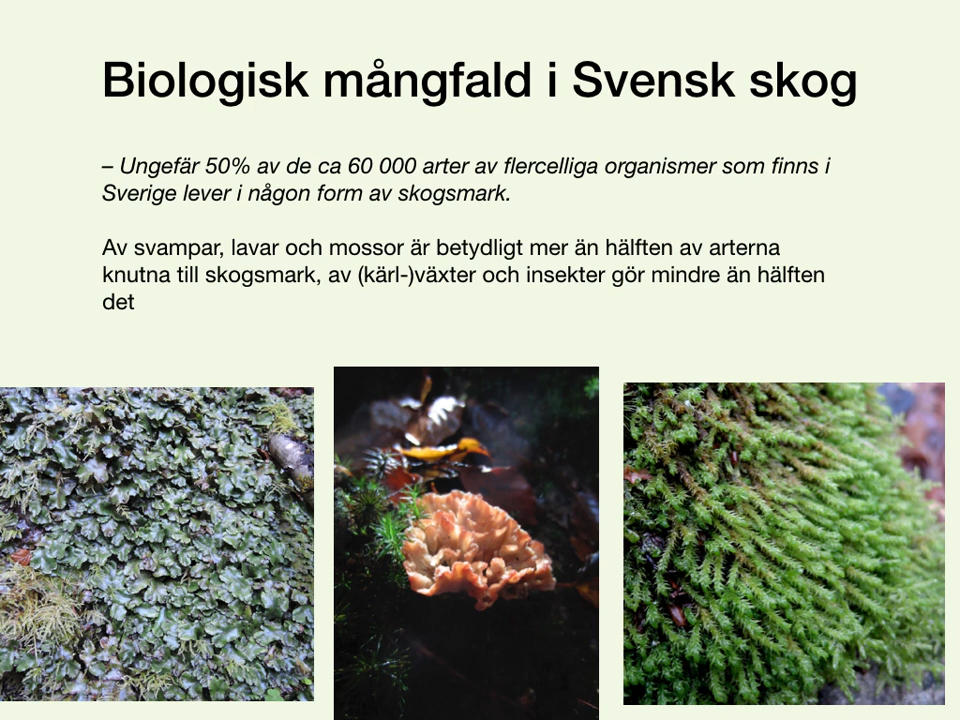 Biologisk mångfald i Svensk skog
– Ungefär 50% av de ca 60 000 arter av flercelliga organismer som finns i
Sverige lever i någon form av skogsmark.
Av svampar, lavar och mossor är betydligt mer än hälften av arterna
knutna till skogsmark, av (kärl-)växter och insekter gör mindre än hälften
det